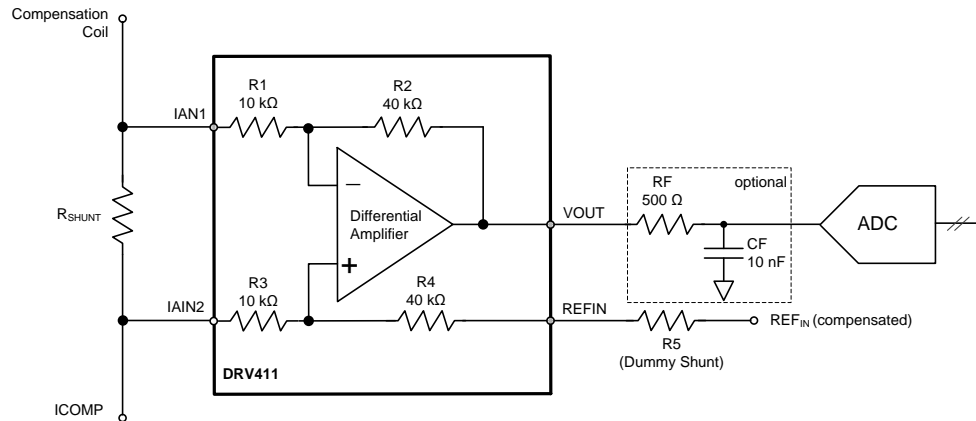 Compensation
Coil
R1
10 kΩ
R2
40 kΩ
IAN1
optional
RF
500 Ω
–
VOUT
ADC
RSHUNT
Differential
Amplifier
CF
10 nF
+
R3
10 kΩ
R4
40 kΩ
IAIN2
REFIN
REFIN (compensated)
R5
(Dummy Shunt)
DRV411
ICOMP